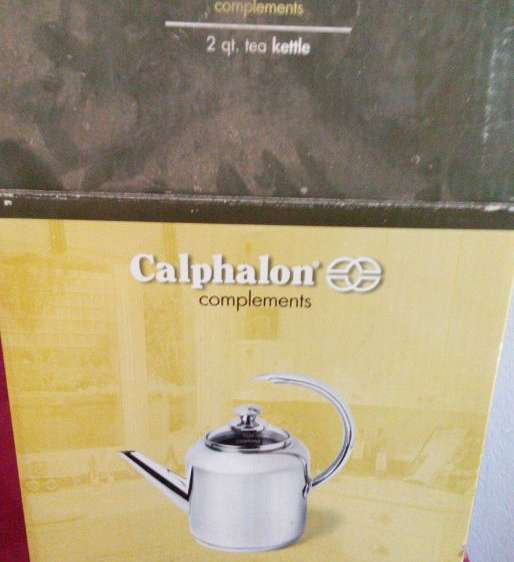 complements
2 qt. tea kettle
Calphalon®
complements